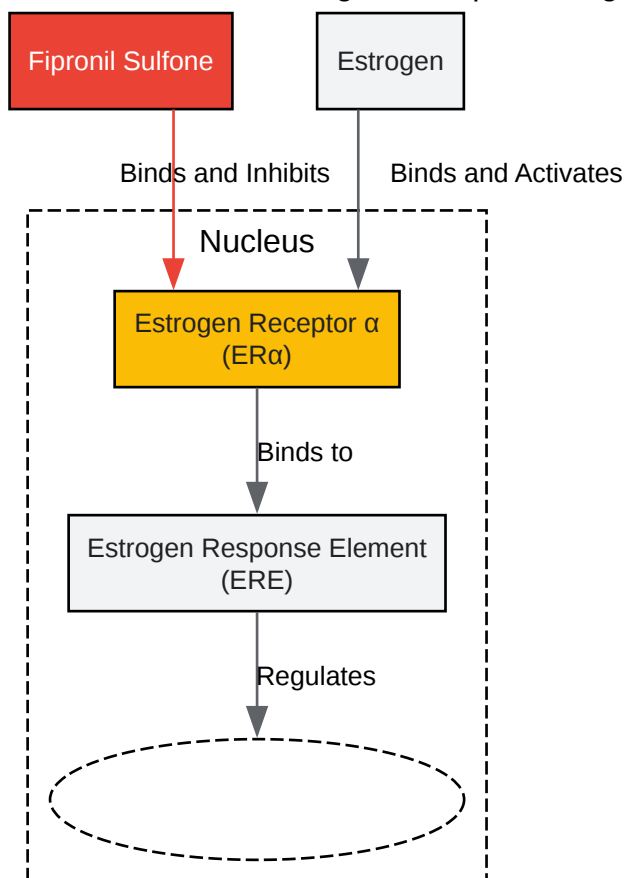 Fipronil Sulfone
Estrogen
Binds and Inhibits
Binds and Activates
Nucleus
Estrogen Receptor α
(ERα)
Binds to
Estrogen Response Element
(ERE)
Regulates